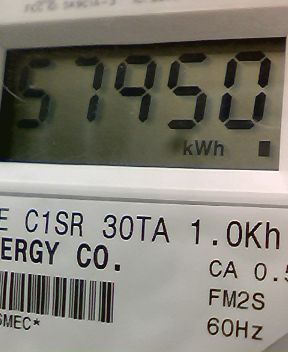 57950
kWh
E C1SR 30TA 1.0Kh
ERGY CO.
CA 0.5
FM2S
60Hz
SMEC*